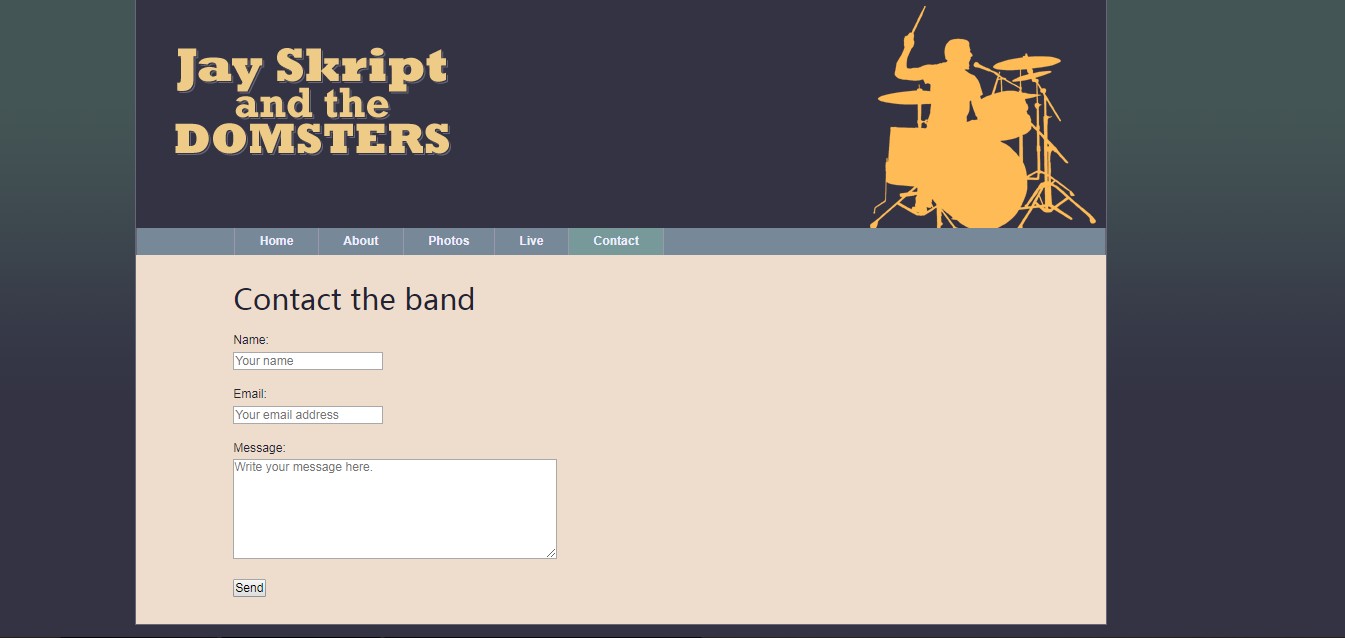 Jay Skript
and the
DOMSTERS
Home About Photos Live Contact
Contact the band
Name:
Your name
Email:
Your email address
Message:
Write your message here.
Send